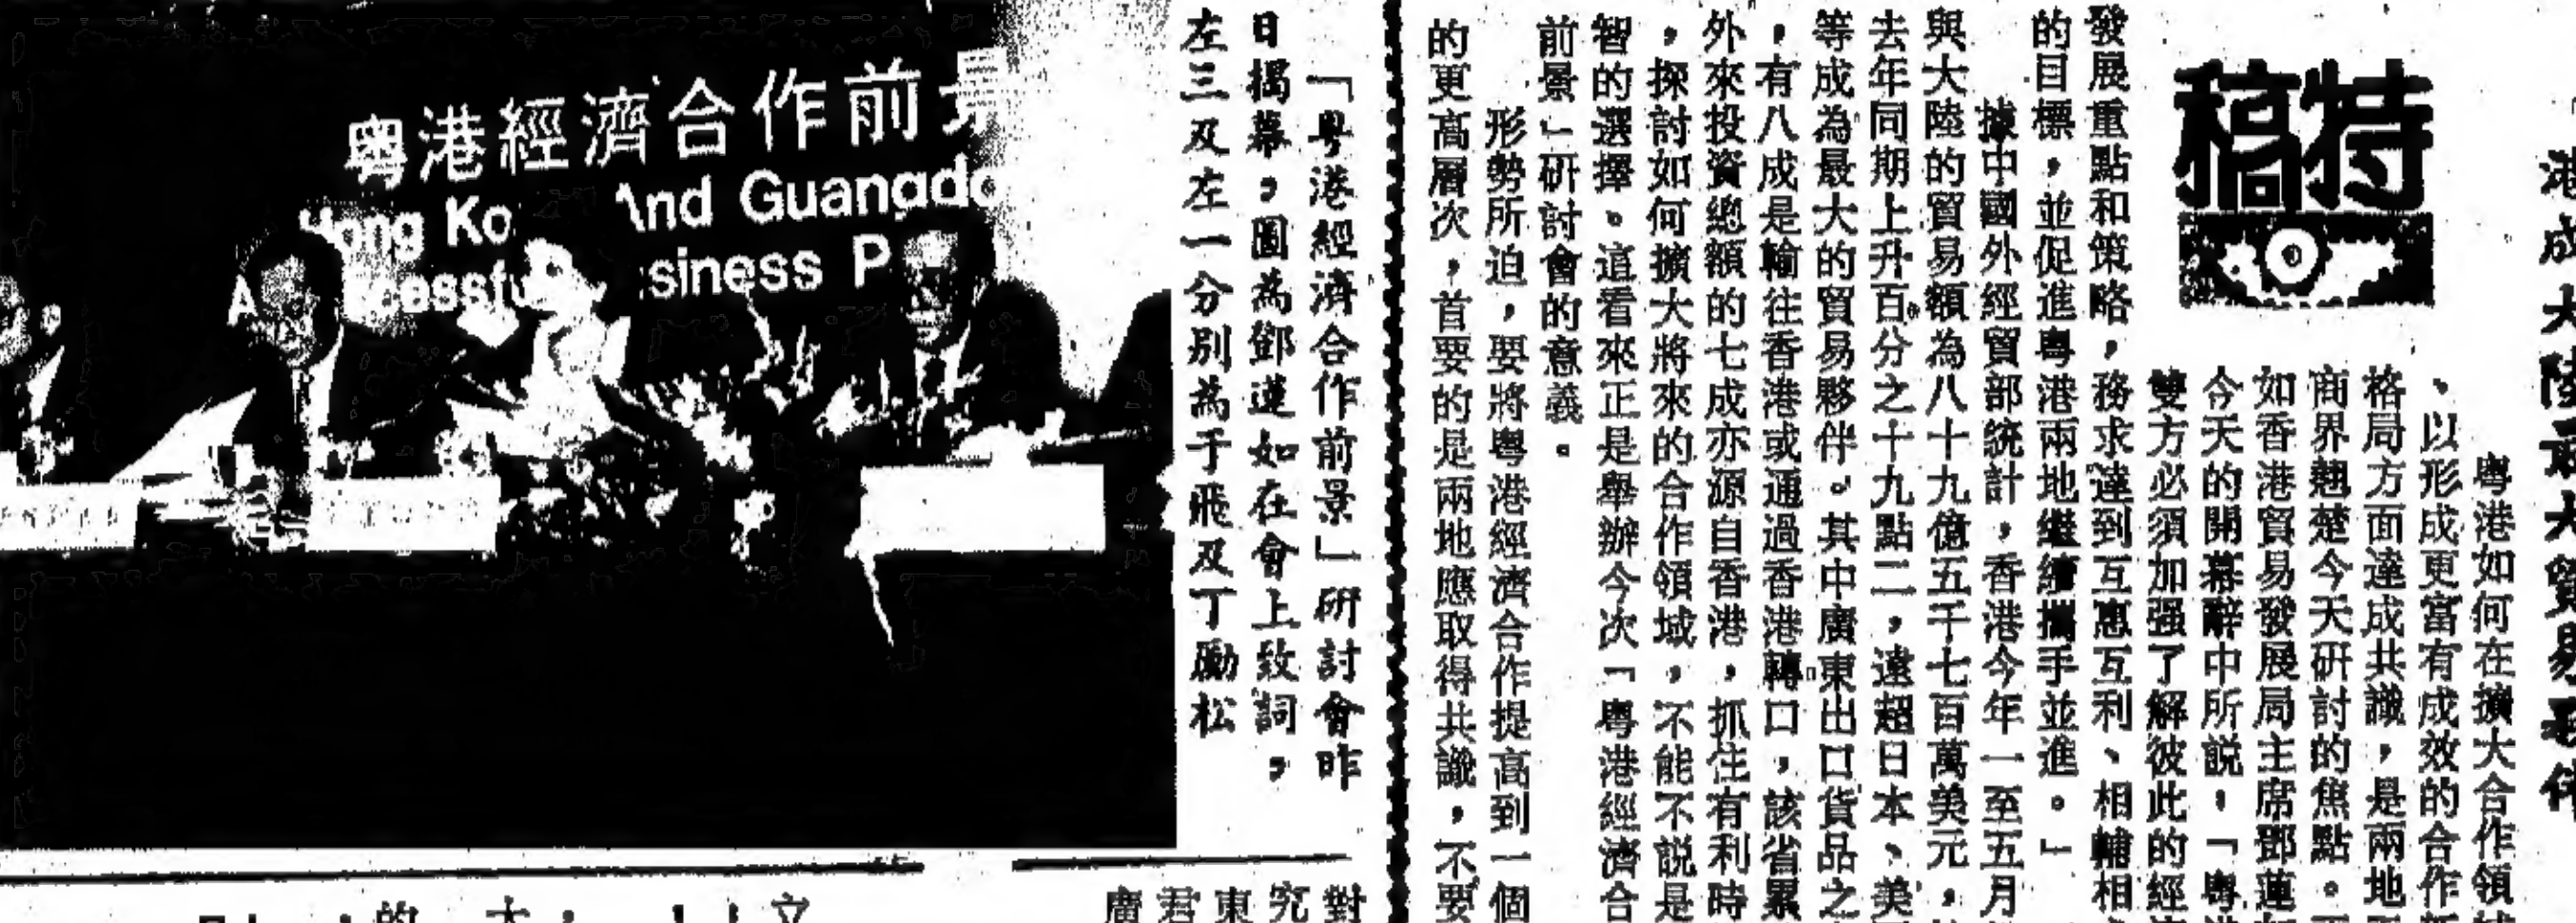 特稿
粵港如何在擴大合作領
、以形成更富有成效的合作
格局方面達成共識，是兩地
商界翹楚今天研討的焦點。
如香港貿易發展局主席鄧蓮
今天的開幕辭中所説，「粵港
雙方必須加强了解彼此的經
發展重點和策略，務求達到互惠互利、相輔相
的目標，並促進粵港兩地繼續攜手並進。」
據中國外經貿部統計，香港今年一至五月
與大陸的貿易額為八十九億五千七百萬美元，
去年同期上升百分之十九點二，遠超日本、美
等成為最大的貿易夥伴。其中廣東出口貨品之
，有八成是輸往香港或通過香港轉口，該省累
外來投資總額的七成亦源自香港，抓住有利時
，探討如何擴大將來的合作領域，不能不説是
智的選擇。這看來正是舉辦今次「粵港經濟合
前景」研討會的意義。
形勢所迫，要將粵港經濟合作提高到一個
的更高層次，首要的是兩地應取得共識，不要
「粵港經濟合作前景」研討會昨
日揭幕，圖為鄧蓮如在會上致詞，
左三及左一分別為于飛及丁勵松
粵港經濟合作前景
Hong Ko And Guangdo
A siness P
對
究
東
君
廣
立
大
的